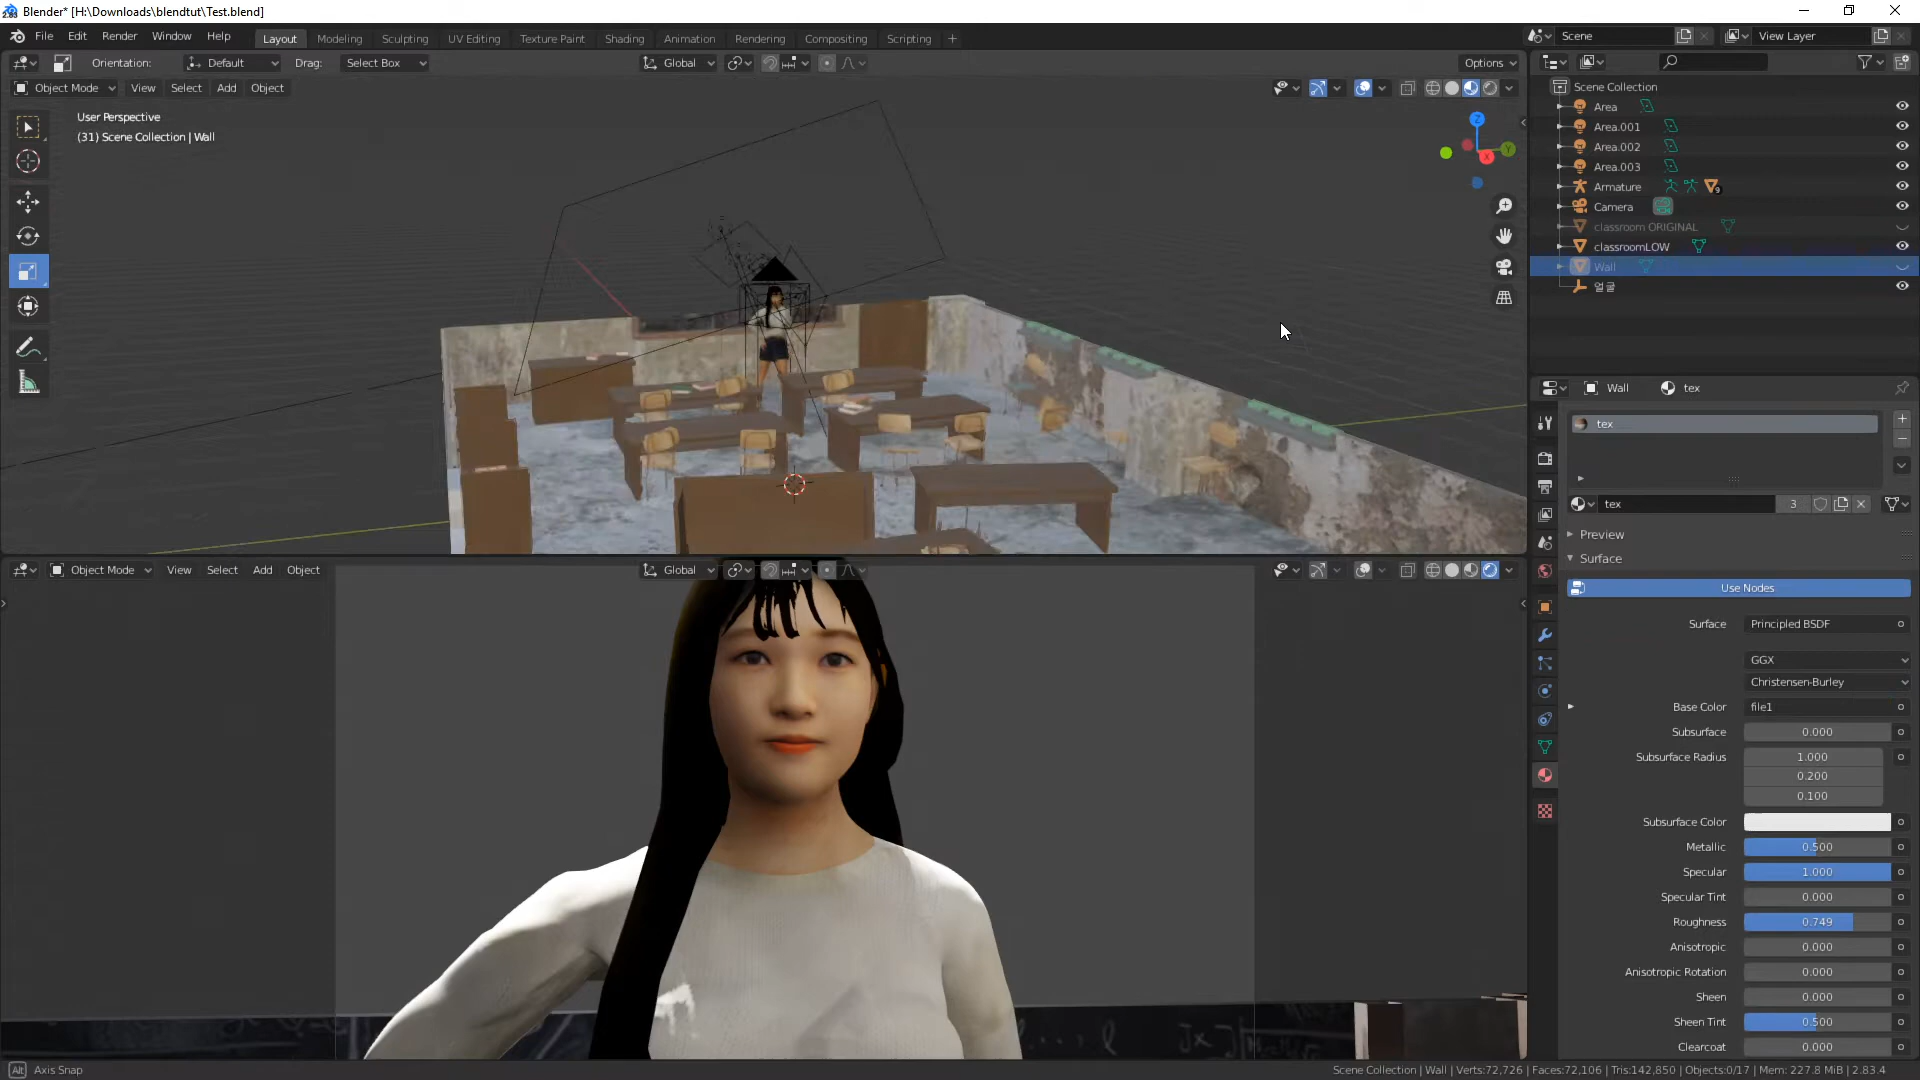 Blender* [H:\Downloads\blendtut\Test.blend]
File Edit Render Window Help Layout Modeling Sculpting UV Editing Texture Paint Shading Animation Rendering Compositing Scripting Scene View Layer
Orientation: Default Drag: Select Box Global Options
Object Mode View Select Add Object
User Perspective
(31) Scene Collection | Wall
Z
Y
X
Scene Collection
Area
Area.001
Area.002
Area.003
Armature 9
Camera
classroom ORIGINAL
classroomLOW
Wall
얼굴
Wall tex
tex
tex 3
Preview
Surface
Use Nodes
Surface Principled BSDF
GGX
Christensen-Burley
Base Color file1
Subsurface 0.000
Subsurface Radius 1.000
0.200
0.100
Subsurface Color
Metallic 0.500
Specular 1.000
Specular Tint 0.000
Roughness 0.749
Anisotropic 0.000
Anisotropic Rotation 0.000
Sheen 0.000
Sheen Tint 0.500
Clearcoat 0.000
Object Mode View Select Add Object Global
Alt Axis Snap
Scene Collection | Wall | Verts:72,726 | Faces:72,106 | Tris:142,850 | Objects:0/17 | Mem: 227.8 MiB | 2.83.4